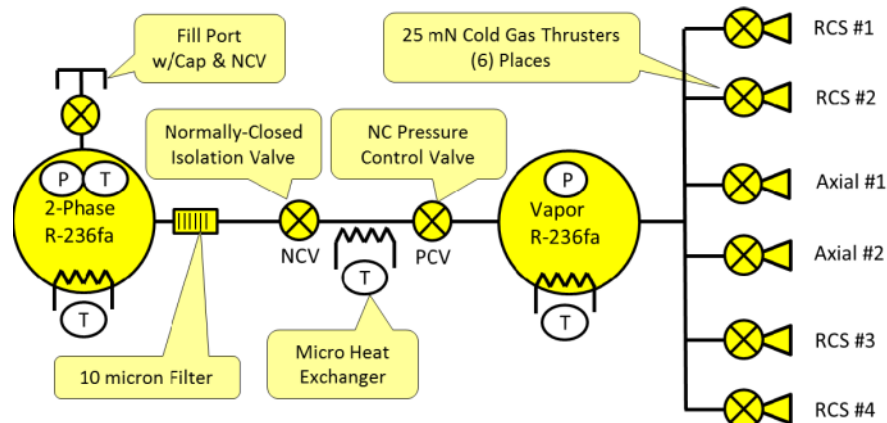 Fill Port
w/Cap & NCV
25 mN Cold Gas Thrusters
(6) Places
RCS #1
RCS #2
Normally-Closed
Isolation Valve
NC Pressure
Control Valve
P
T
2-Phase
R-236fa
T
NCV
T
PCV
P
Vapor
R-236fa
T
Axial #1
Axial #2
RCS #3
RCS #4
10 micron Filter
Micro Heat
Exchanger